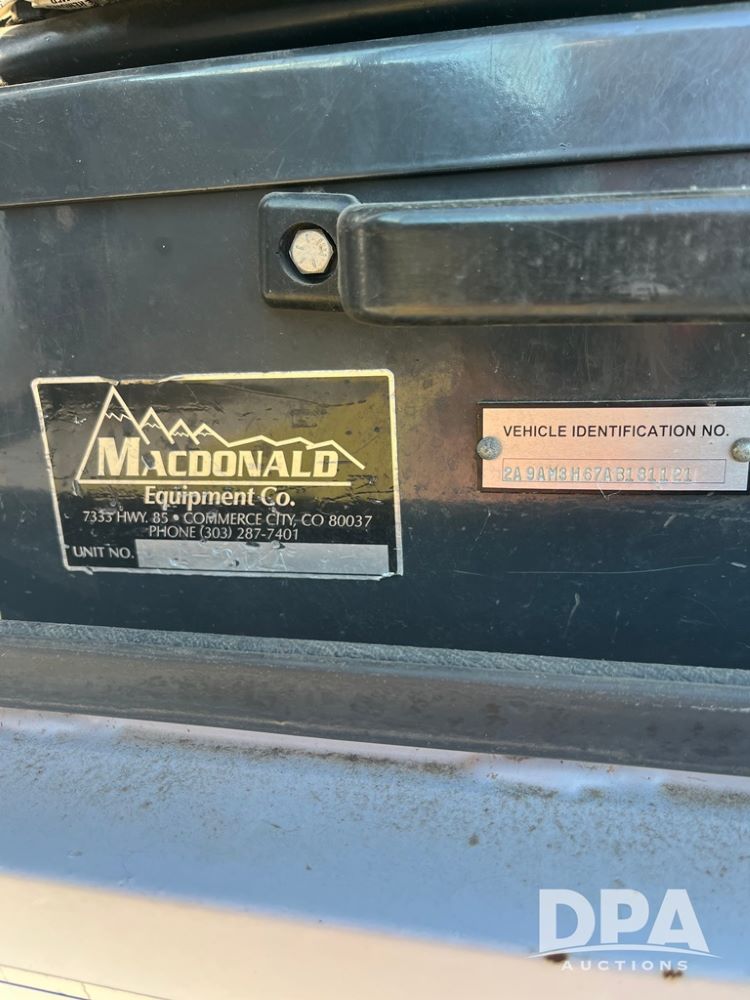 MACDONALD
Equipment Co.
7333 HWY. 85 • COMMERCE CITY, CO 80037
PHONE (303) 287-7401
UNIT NO.
VEHICLE IDENTIFICATION NO.
2A9AM3H67AB181121
DPA
AUCTIONS